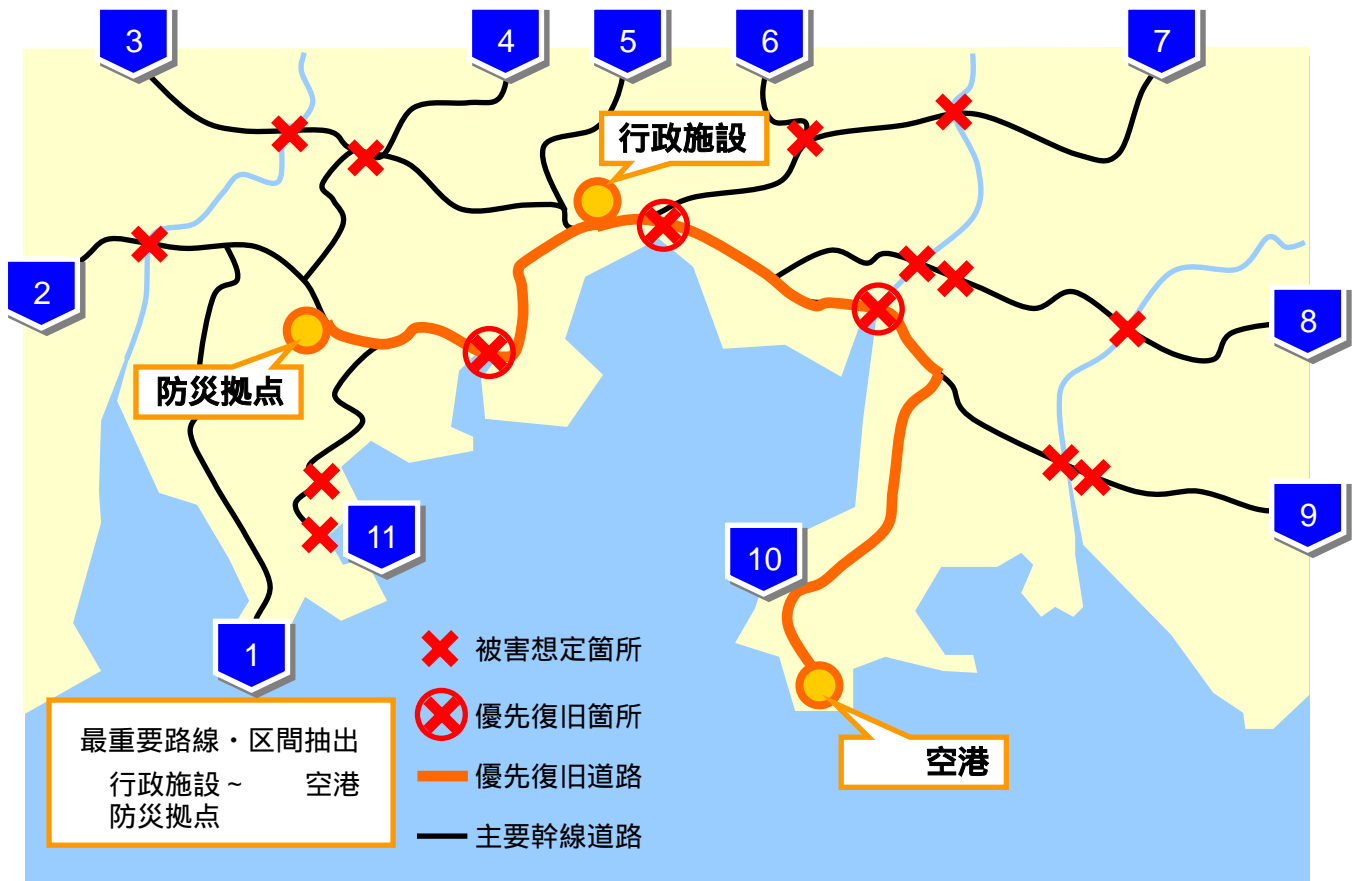 3
4
5
6
7
行政施設
2
8
防災拠点
11
9
10
1
被害想定箇所
優先復旧箇所
優先復旧道路
主要幹線道路
空港
最重要路線・区間抽出
行政施設~ 空港
防災拠点